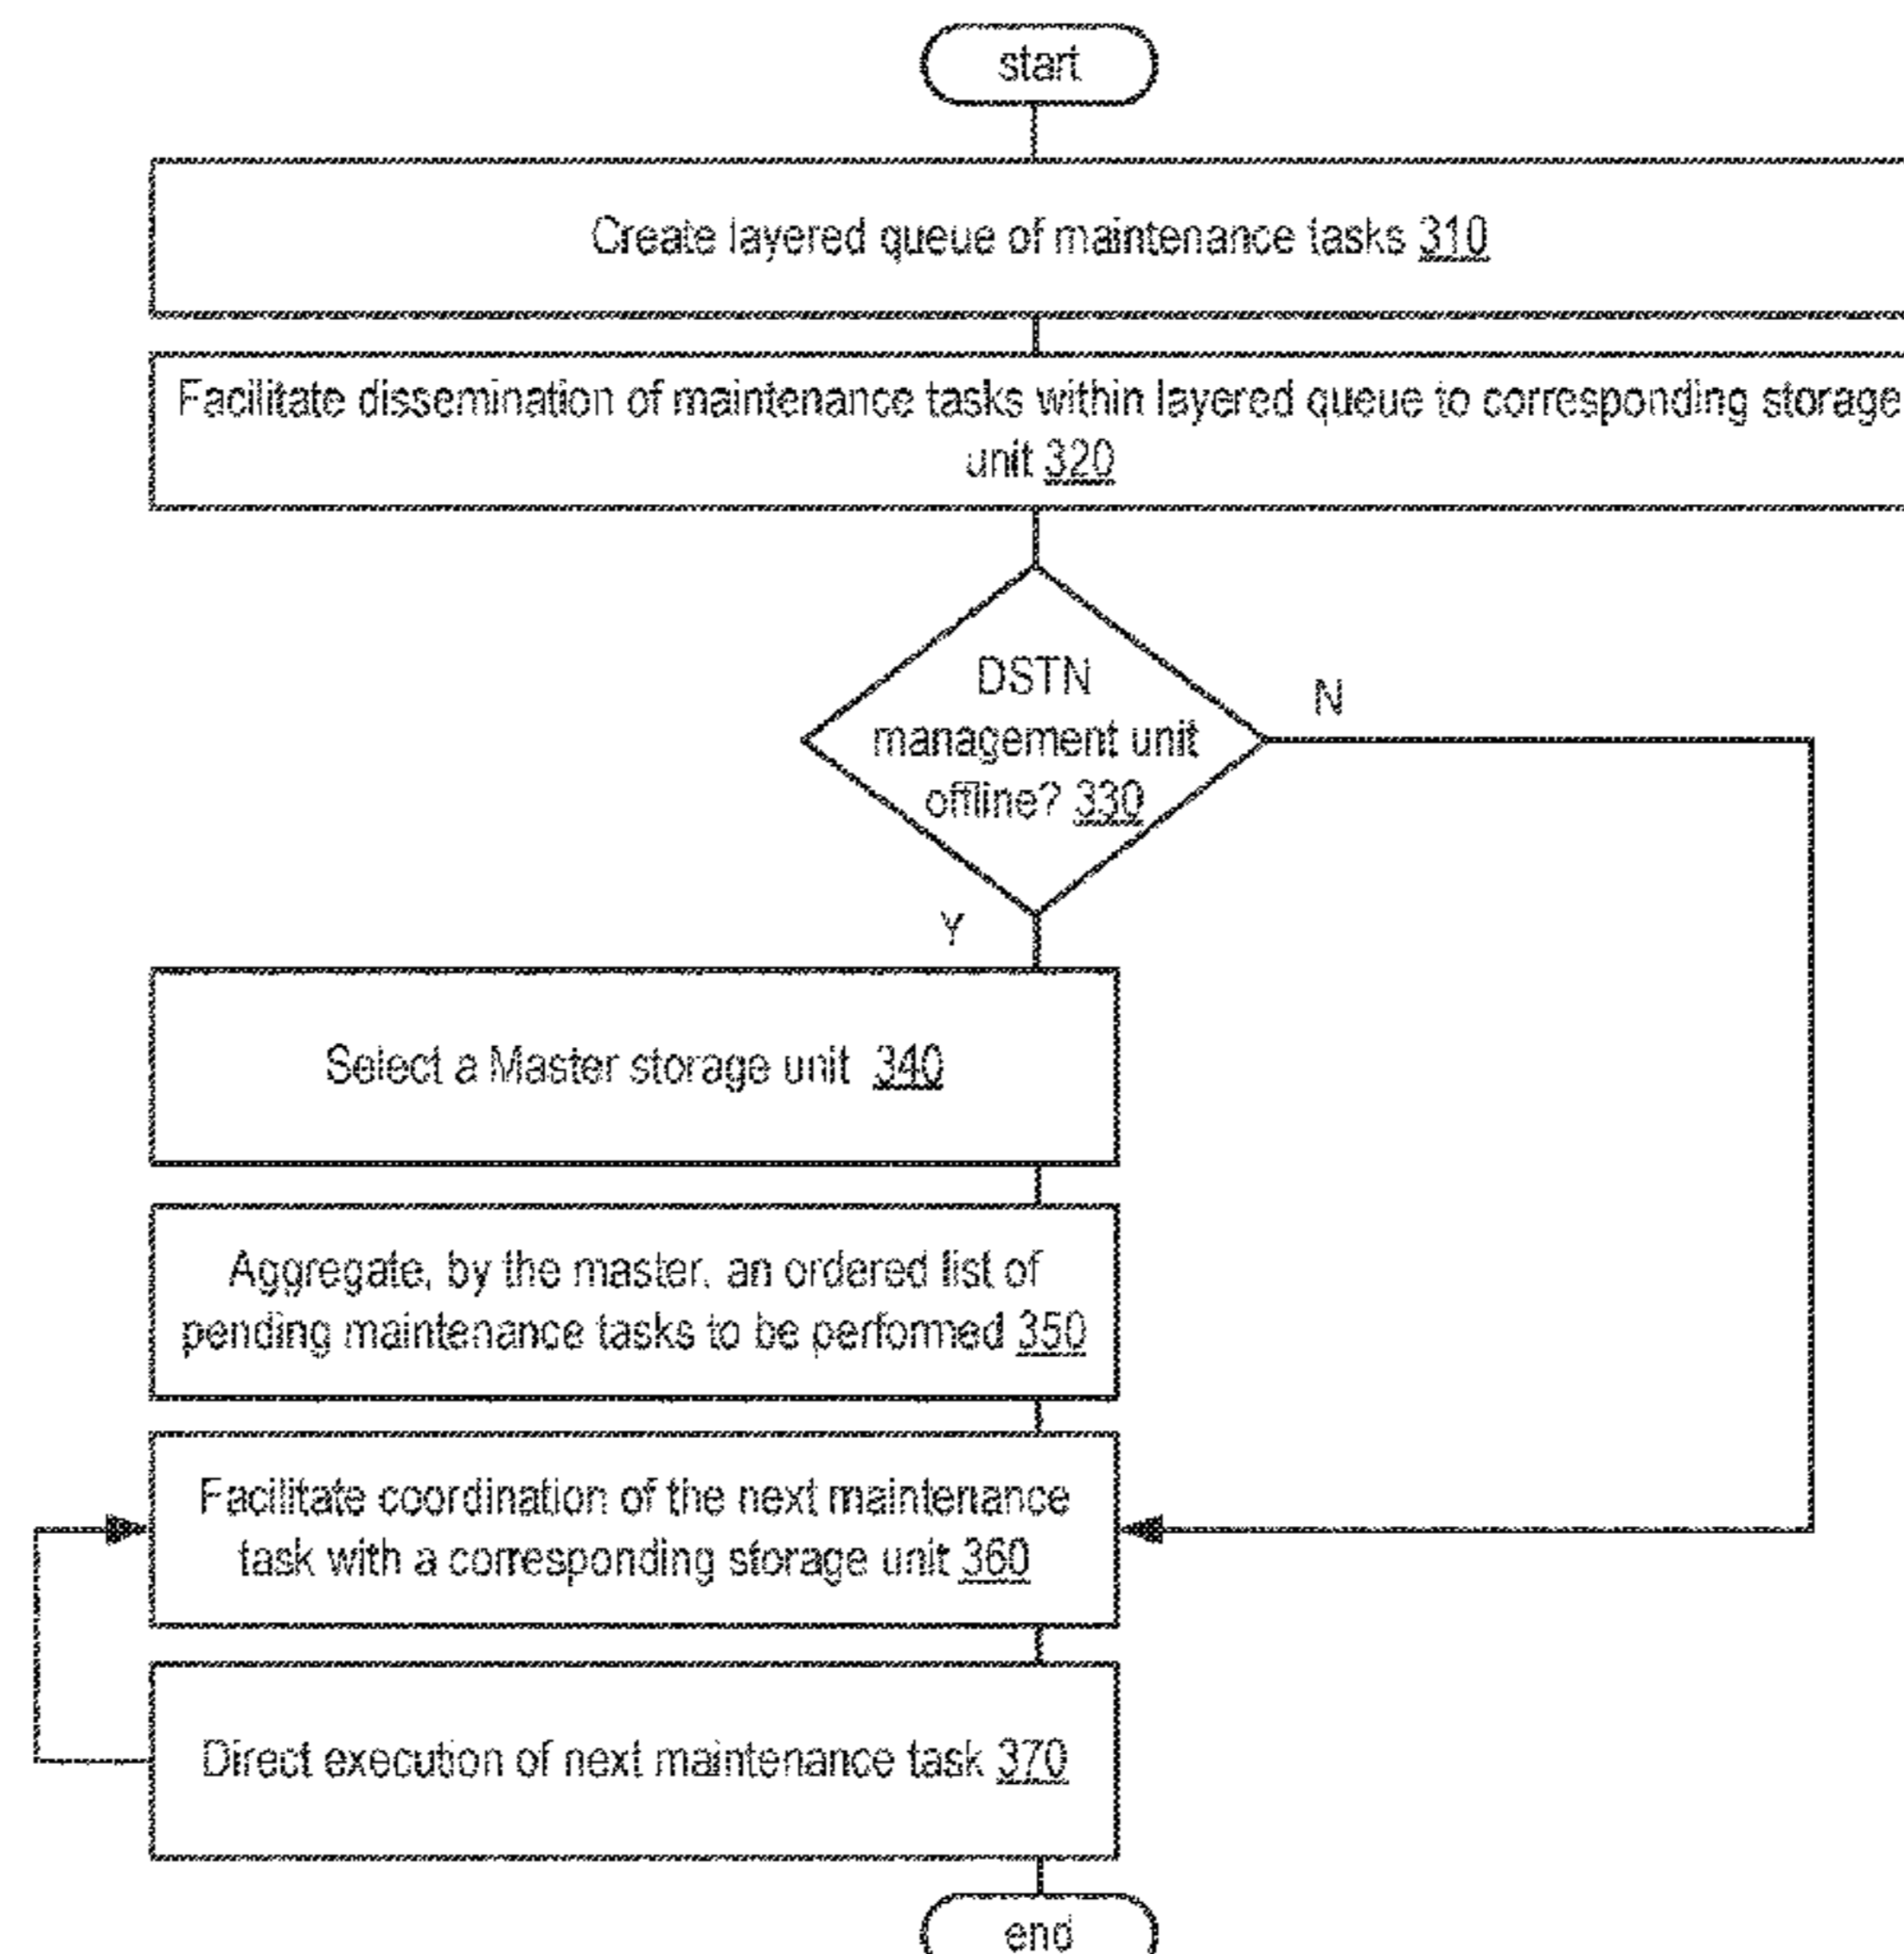 start
Create layered queue of maintenance tasks 310
Facilitate dissemination of maintenance tasks within layered queue to corresponding storage
unit 320
DSTN
management unit
offline? 330
N
Y
Select a Master storage unit 340
Aggregate, by the master, an ordered list of
pending maintenance tasks to be performed 350
Facilitate coordination of the next maintenance
task with a corresponding storage unit 360
Direct execution of next maintenance task 370
end